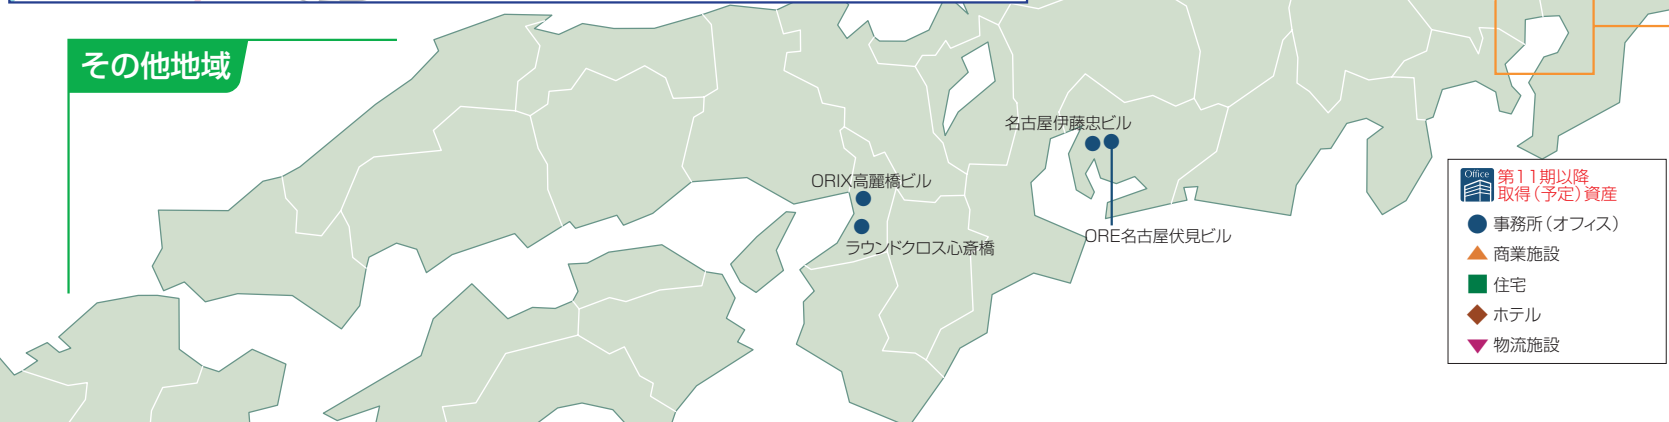 その他地域
名古屋伊藤忠ビル
ORIX高麗橋ビル
ORE名古屋伏見ビル
ラウンドクロス心斎橋
Office
第11期以降
取得(予定)資産
事務所(オフィス)
商業施設
住宅
ホテル
物流施設